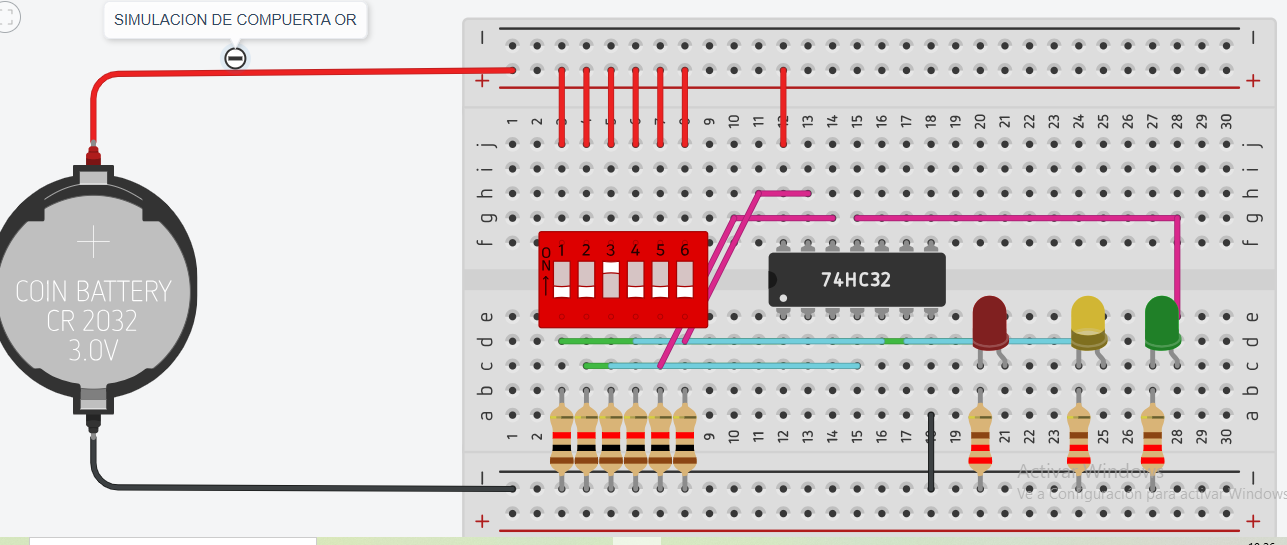 SIMULACION DE COMPUERTA OR
− −
+ +
1 2 3 4 5 6 7 8 9 10 11 12 13 14 15 16 17 18 19 20 21 22 23 24 25 26 27 28 29 30
j j
i i
h h
g g
f f
ON 1 2 3 4 5 6
74HC32
COIN BATTERY
CR 2032
3.0V
e e
d d
c c
b b
a a
1 2 3 4 5 6 7 8 9 10 11 12 13 14 15 16 17 18 19 20 21 22 23 24 25 26 27 28 29 30
− −
+ +
Activar Windows
Ve a Configuración para activar Windows